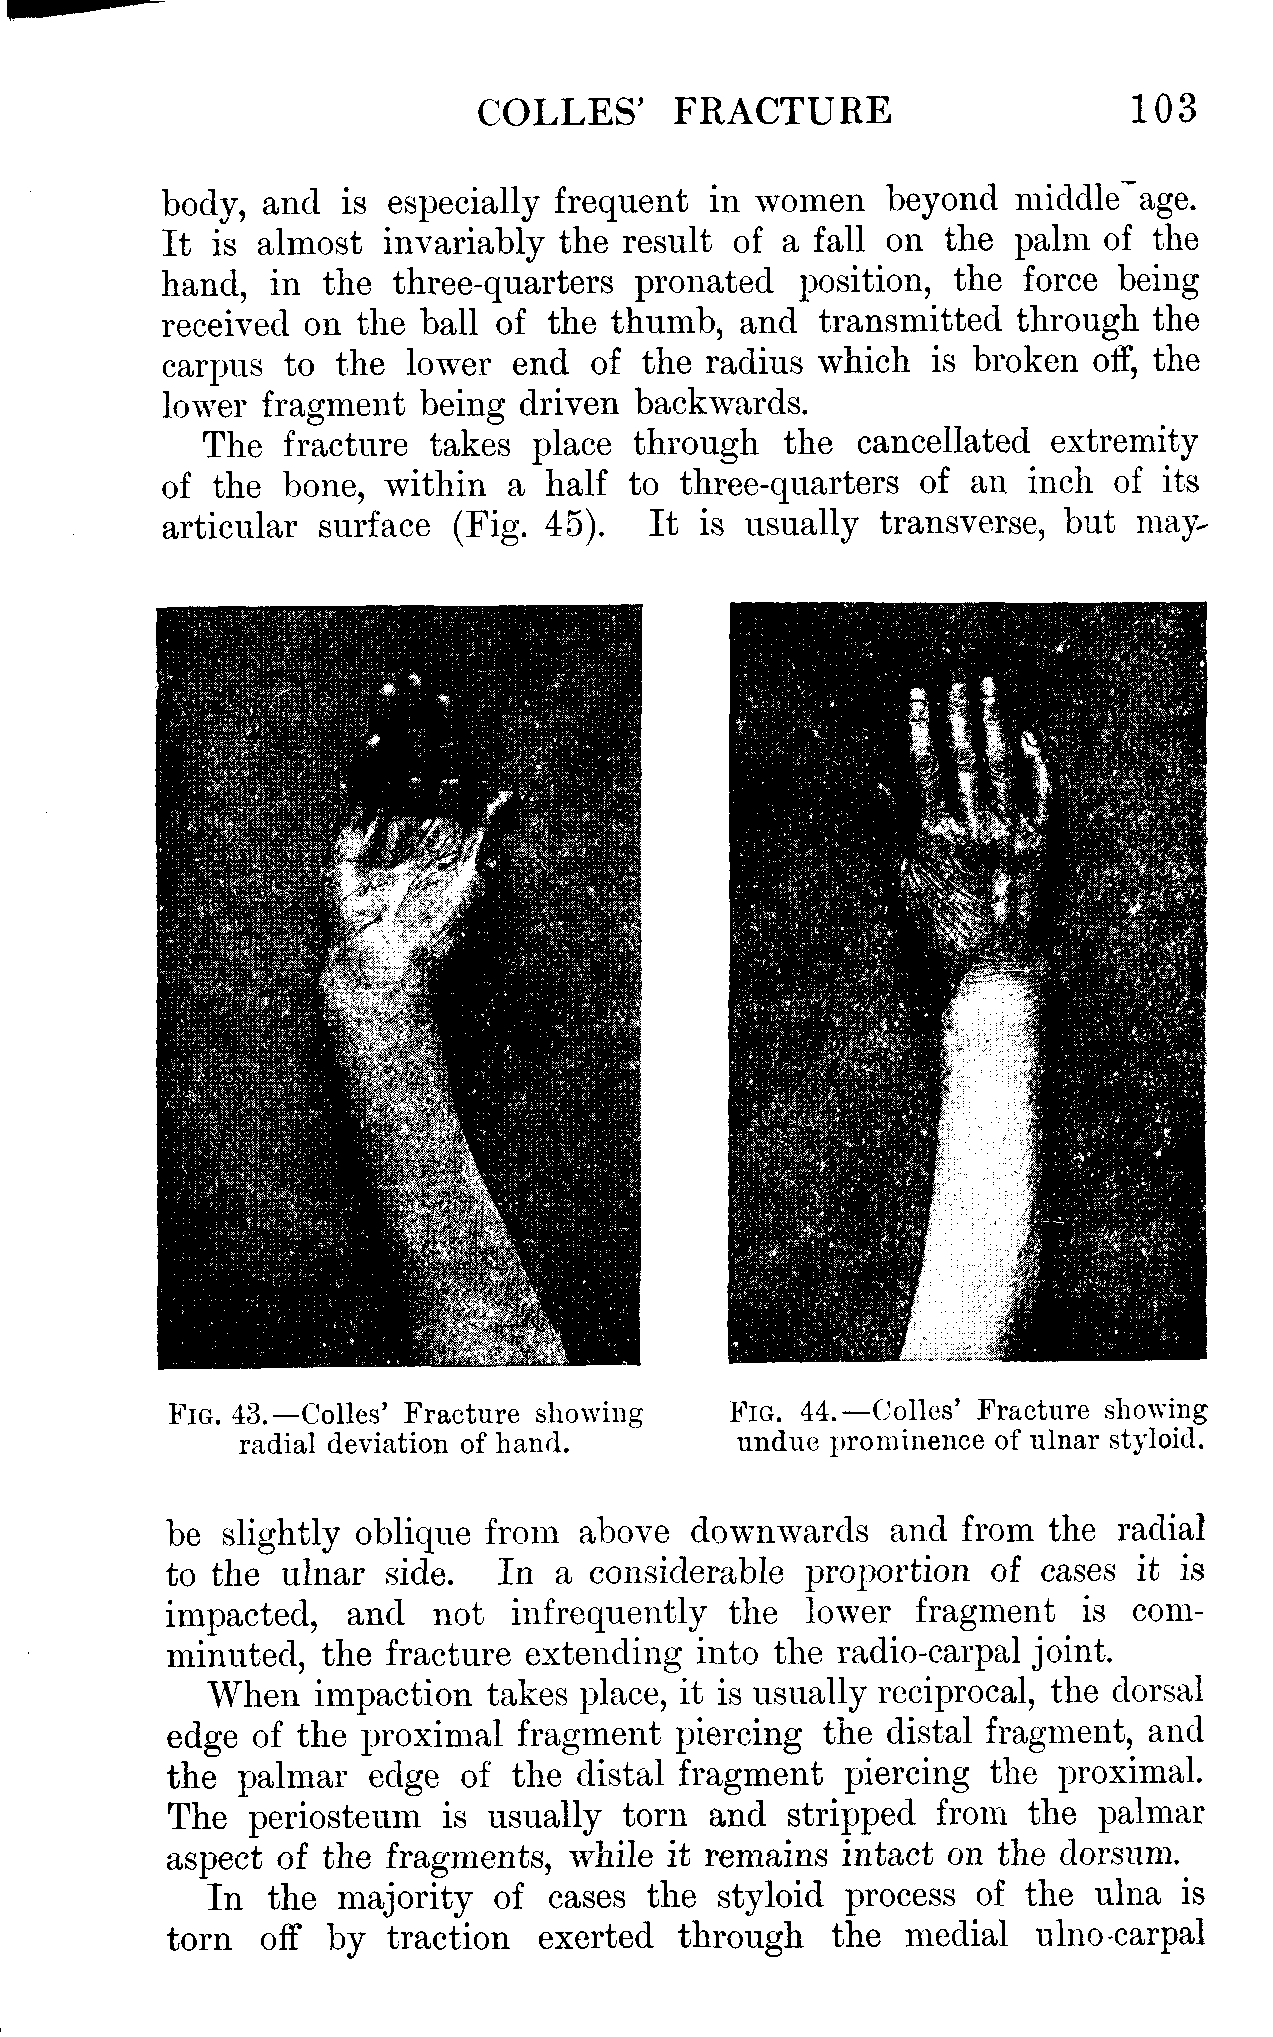 COLLES' FRACTURE 103
body, and is especially frequent in women beyond middle age.
It is almost invariably the result of a fall on the palm of the
hand, in the three-quarters pronated position, the force being
received on the ball of the thumb, and transmitted through the
carpus to the lower end of the radius which is broken off, the
lower fragment being driven backwards.
The fracture takes place through the cancellated extremity
of the bone, within a half to three-quarters of an inch of its
articular surface (Fig. 45). It is usually transverse, but may
FIG. 43.—Colles' Fracture showing
radial deviation of hand.
FIG. 44.—Colles' Fracture showing
undue prominence of ulnar styloid.
be slightly oblique from above downwards and from the radial
to the ulnar side. In a considerable proportion of cases it is
impacted, and not infrequently the lower fragment is com-
minuted, the fracture extending into the radio-carpal joint.
When impaction takes place, it is usually reciprocal, the dorsal
edge of the proximal fragment piercing the distal fragment, and
the palmar edge of the distal fragment piercing the proximal.
The periosteum is usually torn and stripped from the palmar
aspect of the fragments, while it remains intact on the dorsum.
In the majority of cases the styloid process of the ulna is
torn off by traction exerted through the medial ulno-carpal